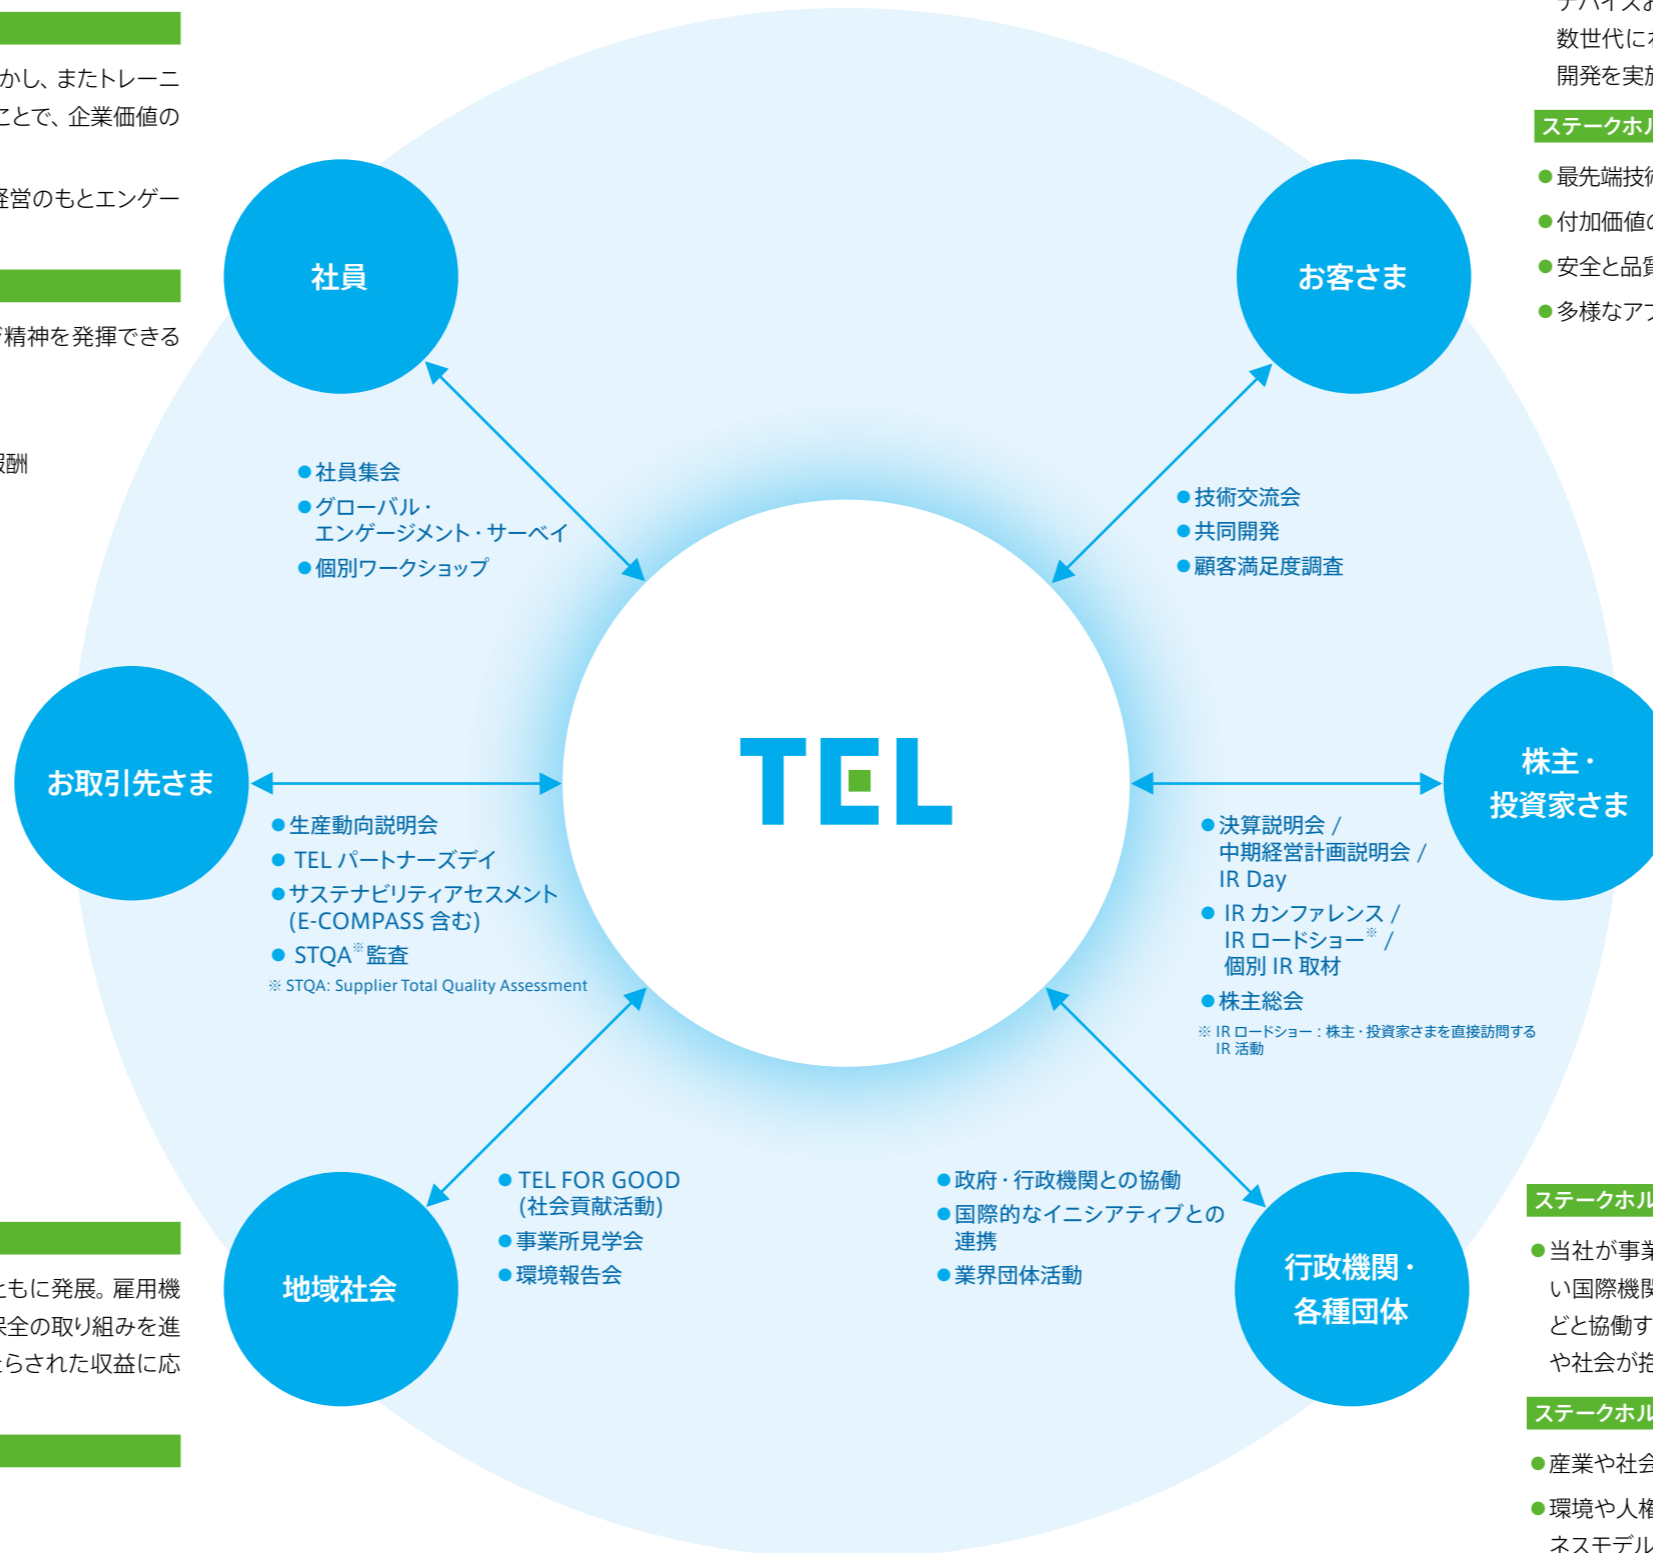 かし、またトレーニ
ことで、企業価値の
経営のもとエンゲー
精神を発揮できる
報酬
ともに発展。雇用機
保全の取り組みを進
たらされた収益に応
社員
● 社員集会
● グローバル・
エンゲージメント・サーベイ
● 個別ワークショップ
お客さま
● 技術交流会
● 共同開発
● 顧客満足度調査
お取引先さま
● 生産動向説明会
● TEL パートナーズデイ
● サステナビリティアセスメント
(E-COMPASS 含む)
● STQA※監査
※ STQA: Supplier Total Quality Assessment
TEL
株主・
投資家さま
● 決算説明会 /
中期経営計画説明会 /
IR Day
● IR カンファレンス /
IR ロードショー※ /
個別 IR 取材
● 株主総会
※ IR ロードショー : 株主・投資家さまを直接訪問する
IR 活動
地域社会
● TEL FOR GOOD
(社会貢献活動)
● 事業所見学会
● 環境報告会
行政機関・
各種団体
● 政府・行政機関との協働
● 国際的なイニシアティブとの
連携
● 業界団体活動
デバイスお
数世代にわ
開発を実施
ステークホル
● 最先端技術
● 付加価値の
● 安全と品質
● 多様なアプ
ステークホル
● 当社が事業
い国際機関
どと協働す
や社会が抱
ステークホル
● 産業や社会
● 環境や人権
ネスモデル